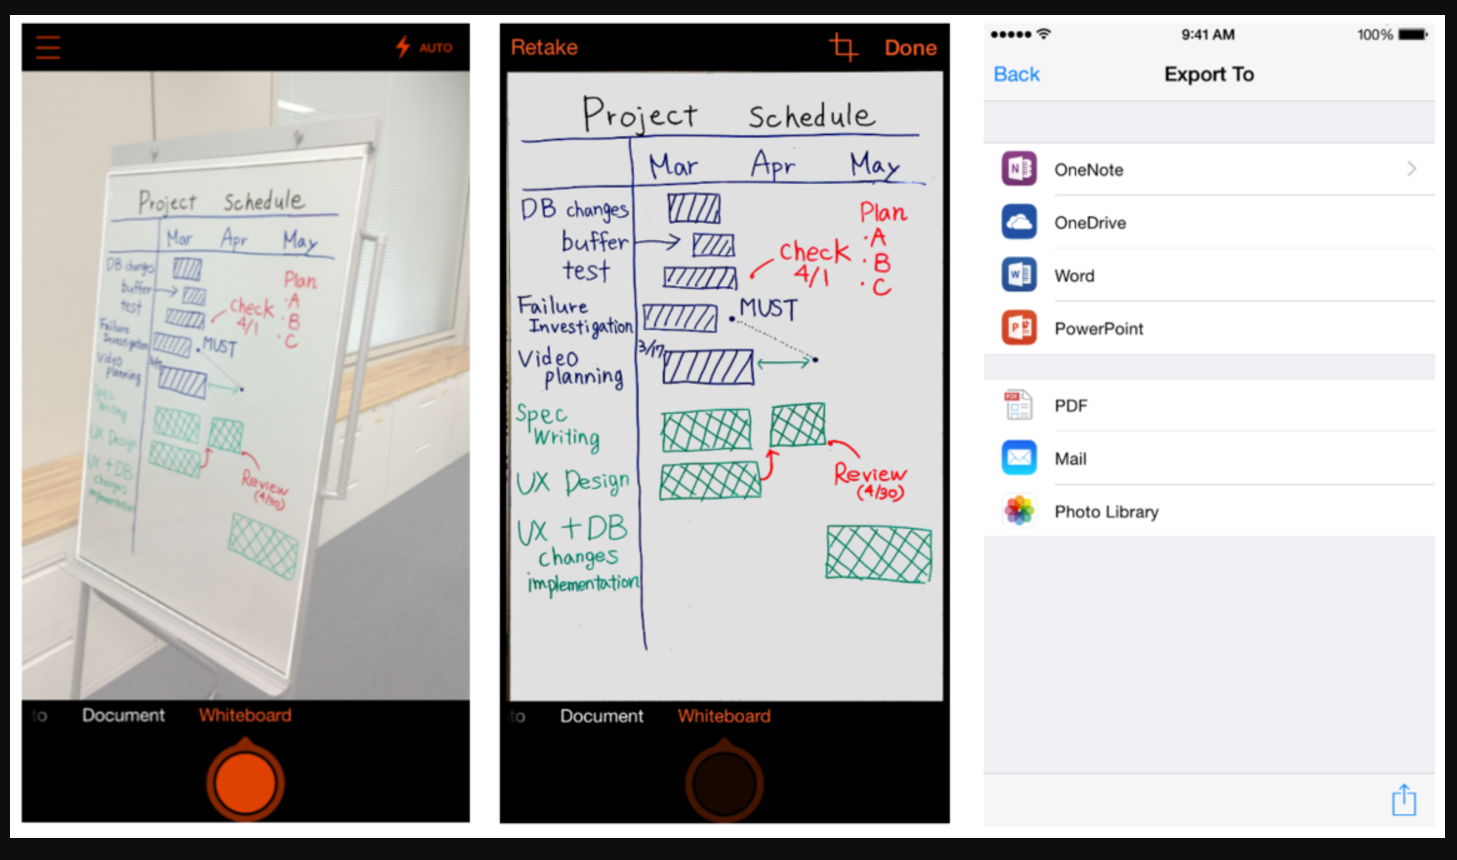 AUTO
Project Schedule
Mar Apr May
DB changes
buffer
test
Failure
Investigation
Video
planning
Spec
Writing
UX Design
UX + DB
changes
implementation
3/17
MUST
Check
4/1
Plan
· A
· B
· C
Review
(4/30)
to Document Whiteboard
Retake Done
Project Schedule
Mar Apr May
DB changes
buffer
test
Failure
Investigation
Video
planning
Spec
Writing
UX Design
UX + DB
changes
implementation
3/17
MUST
Check
4/1
Plan
· A
· B
· C
Review
(4/30)
to Document Whiteboard
9:41 AM 100%
Back Export To
OneNote
OneDrive
Word
PowerPoint
PDF PDF
Mail
Photo Library